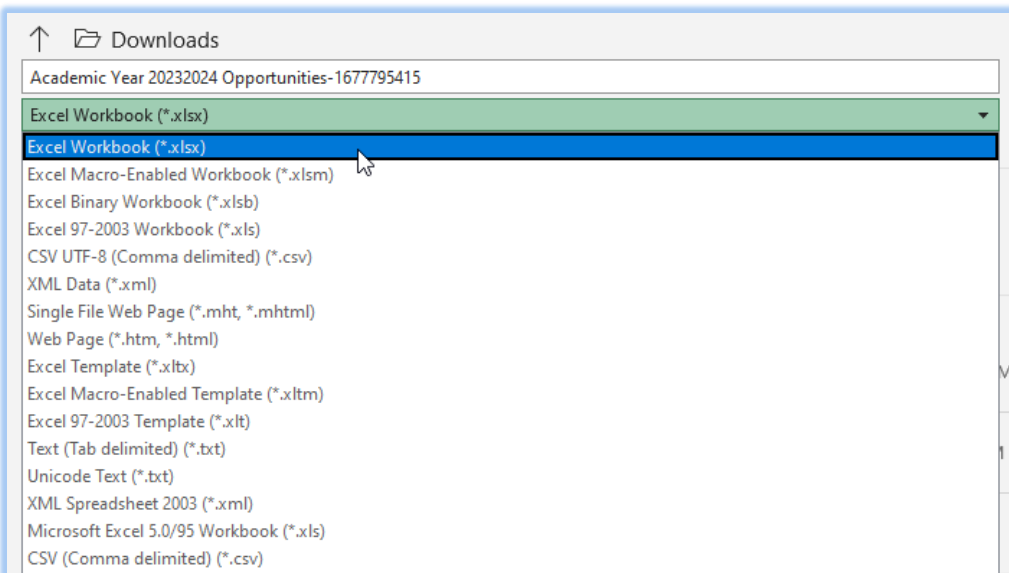 Downloads
Academic Year 20232024 Opportunities-1677795415
Excel Workbook (*.xlsx)
Excel Workbook (*.xlsx)
Excel Macro-Enabled Workbook (*.xlsm)
Excel Binary Workbook (*.xlsb)
Excel 97-2003 Workbook (*.xls)
CSV UTF-8 (Comma delimited) (*.csv)
XML Data (*.xml)
Single File Web Page (*.mht, *.mhtml)
Web Page (*.htm, *.html)
Excel Template (*.xltx)
Excel Macro-Enabled Template (*.xltm)
Excel 97-2003 Template (*.xlt)
Text (Tab delimited) (*.txt)
Unicode Text (*.txt)
XML Spreadsheet 2003 (*.xml)
Microsoft Excel 5.0/95 Workbook (*.xls)
CSV (Comma delimited) (*.csv)